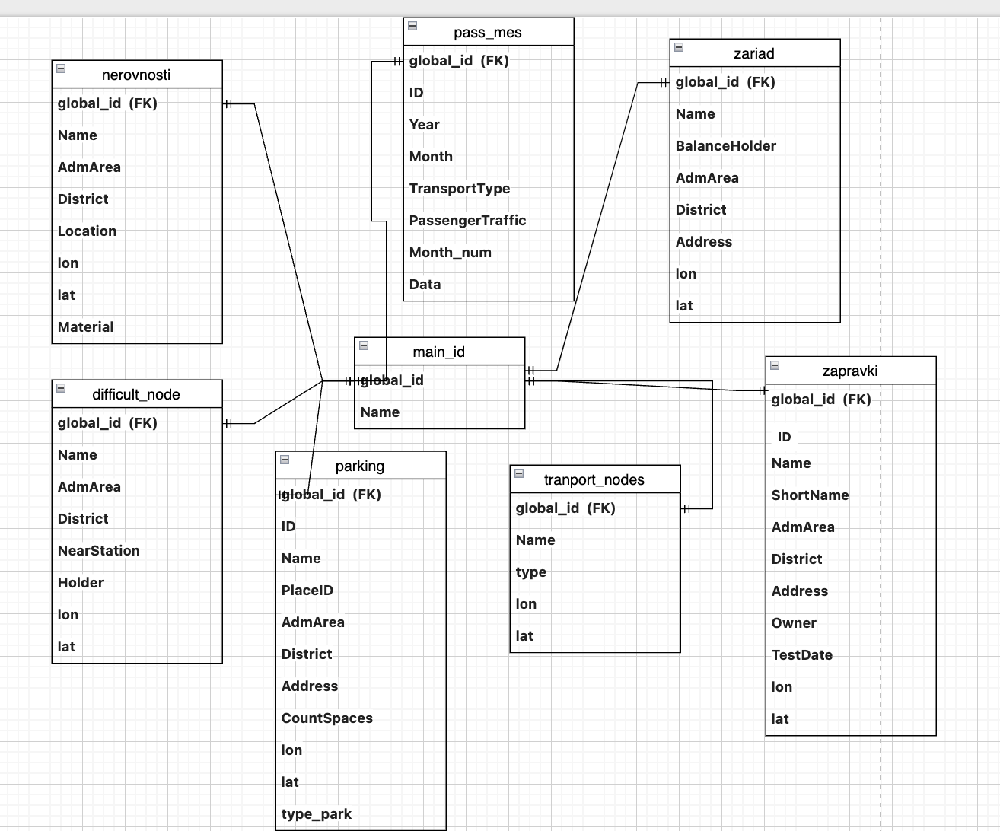 pass_mes
global_id (FK)
ID
Year
Month
TransportType
PassengerTraffic
Month_num
Data
zariad
global_id (FK)
Name
BalanceHolder
AdmArea
District
Address
lon
lat
nerovnosti
global_id (FK)
Name
AdmArea
District
Location
lon
lat
Material
main_id
global_id
Name
zapravki
global_id (FK)
ID
Name
ShortName
AdmArea
District
Address
Owner
TestDate
lon
lat
difficult_node
global_id (FK)
Name
AdmArea
District
NearStation
Holder
lon
lat
parking
global_id (FK)
ID
Name
PlaceID
AdmArea
District
Address
CountSpaces
lon
lat
type_park
tranport_nodes
global_id (FK)
Name
type
lon
lat